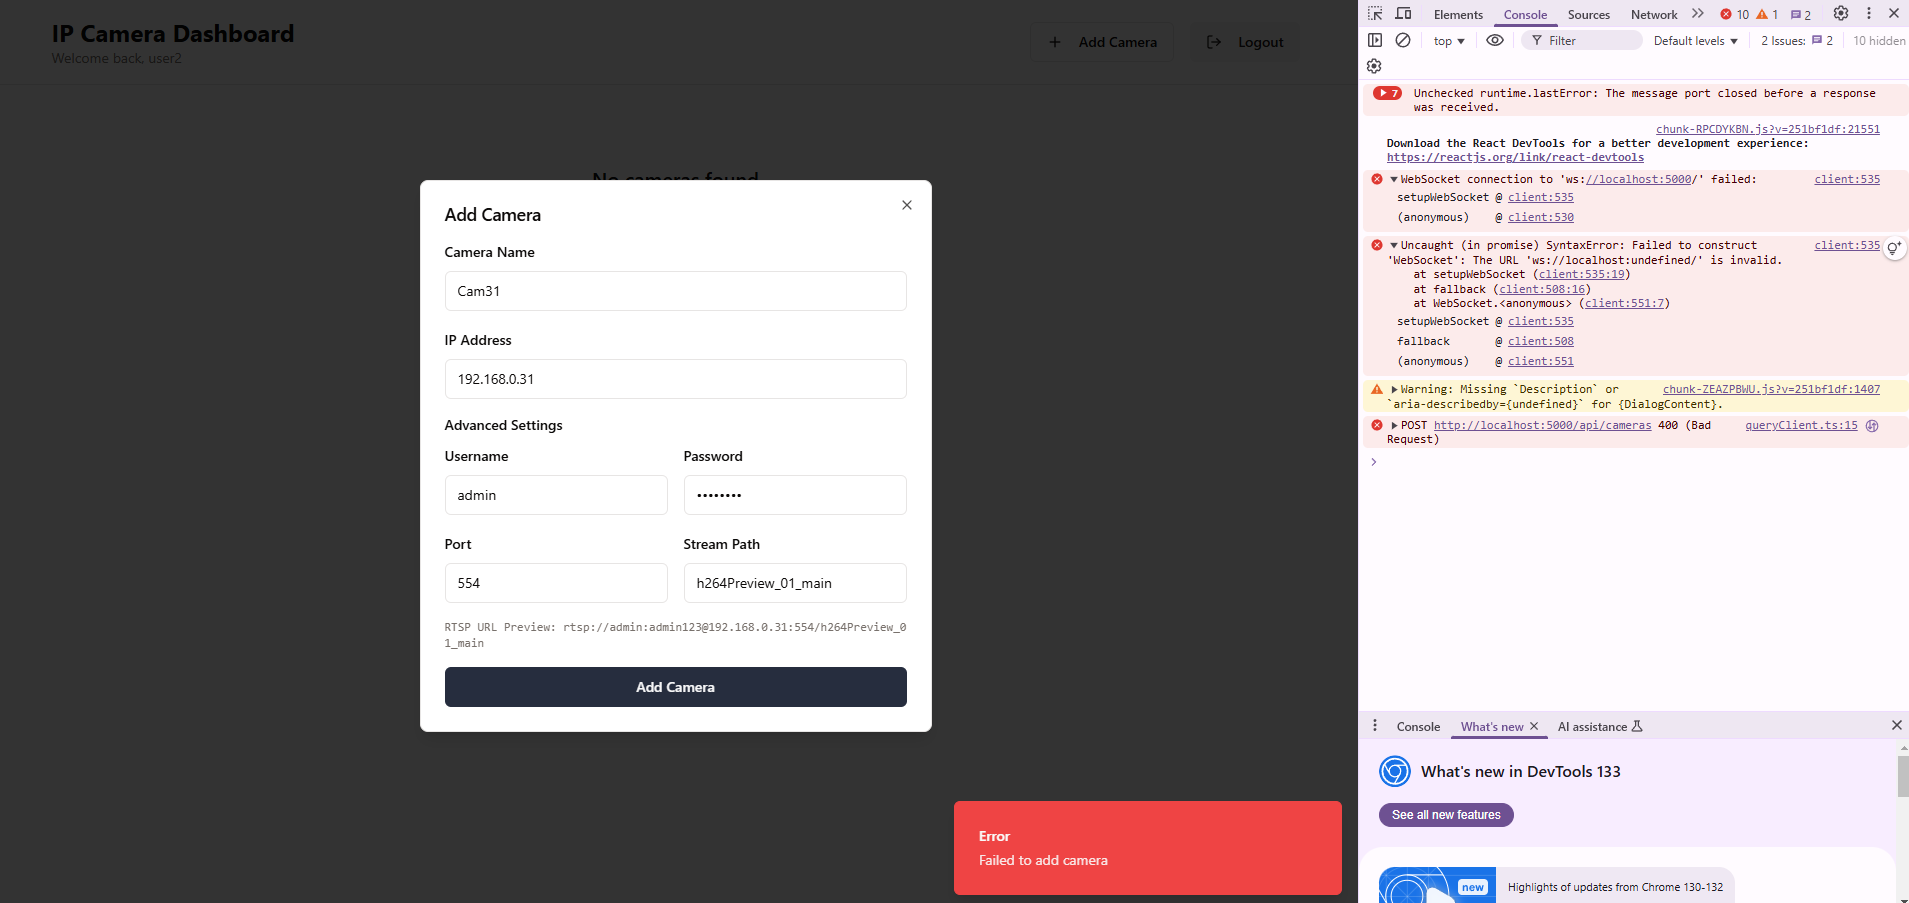 IP Camera Dashboard
Welcome back, user2
Add Camera
Logout
No cameras found
Add Camera
Camera Name
Cam31
IP Address
192.168.0.31
Advanced Settings
Username
Password
admin
••••••••
Port
Stream Path
554
h264Preview_01_main
RTSP URL Preview: rtsp://admin:admin123@192.168.0.31:554/h264Preview_0
1_main
Add Camera
Error
Failed to add camera
Elements
Console
Sources
Network
10
1
2
top
Filter
Default levels
2 Issues:
2
10 hidden
7
Unchecked runtime.lastError: The message port closed before a response
was received.
chunk-RPCDYKBN.js?v=251bf1df:21551
Download the React DevTools for a better development experience:
https://reactjs.org/link/react-devtools
WebSocket connection to 'ws://localhost:5000/' failed: client:535
setupWebSocket @ client:535
(anonymous) @ client:530
Uncaught (in promise) SyntaxError: Failed to construct client:535
'WebSocket': The URL 'ws://localhost:undefined/' is invalid.
at setupWebSocket (client:535:19)
at fallback (client:508:16)
at WebSocket.<anonymous> (client:551:7)
setupWebSocket @ client:535
fallback @ client:508
(anonymous) @ client:551
Warning: Missing `Description` or chunk-ZEAZPBWU.js?v=251bf1df:1407
`aria-describedby={undefined}` for {DialogContent}.
POST http://localhost:5000/api/cameras 400 (Bad queryClient.ts:15
Request)
Console
What's new
AI assistance
What's new in DevTools 133
See all new features
new
Highlights of updates from Chrome 130-132